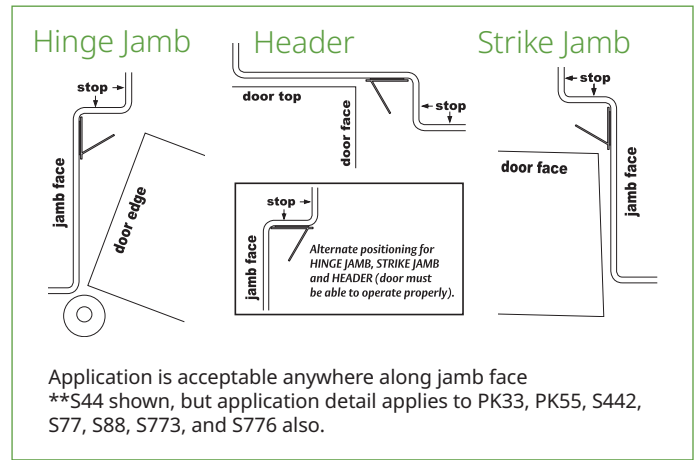 Hinge Jamb
stop
jamb face
door edge
Header
door top
door face
stop
stop
jamb face
Alternate positioning for
HINGE JAMB, STRIKE JAMB
and HEADER (door must
be able to operate properly).
Strike Jamb
stop
door face
jamb face
Application is acceptable anywhere along jamb face
**S44 shown, but application detail applies to PK33, PK55, S442,
S77, S88, S773, and S776 also.